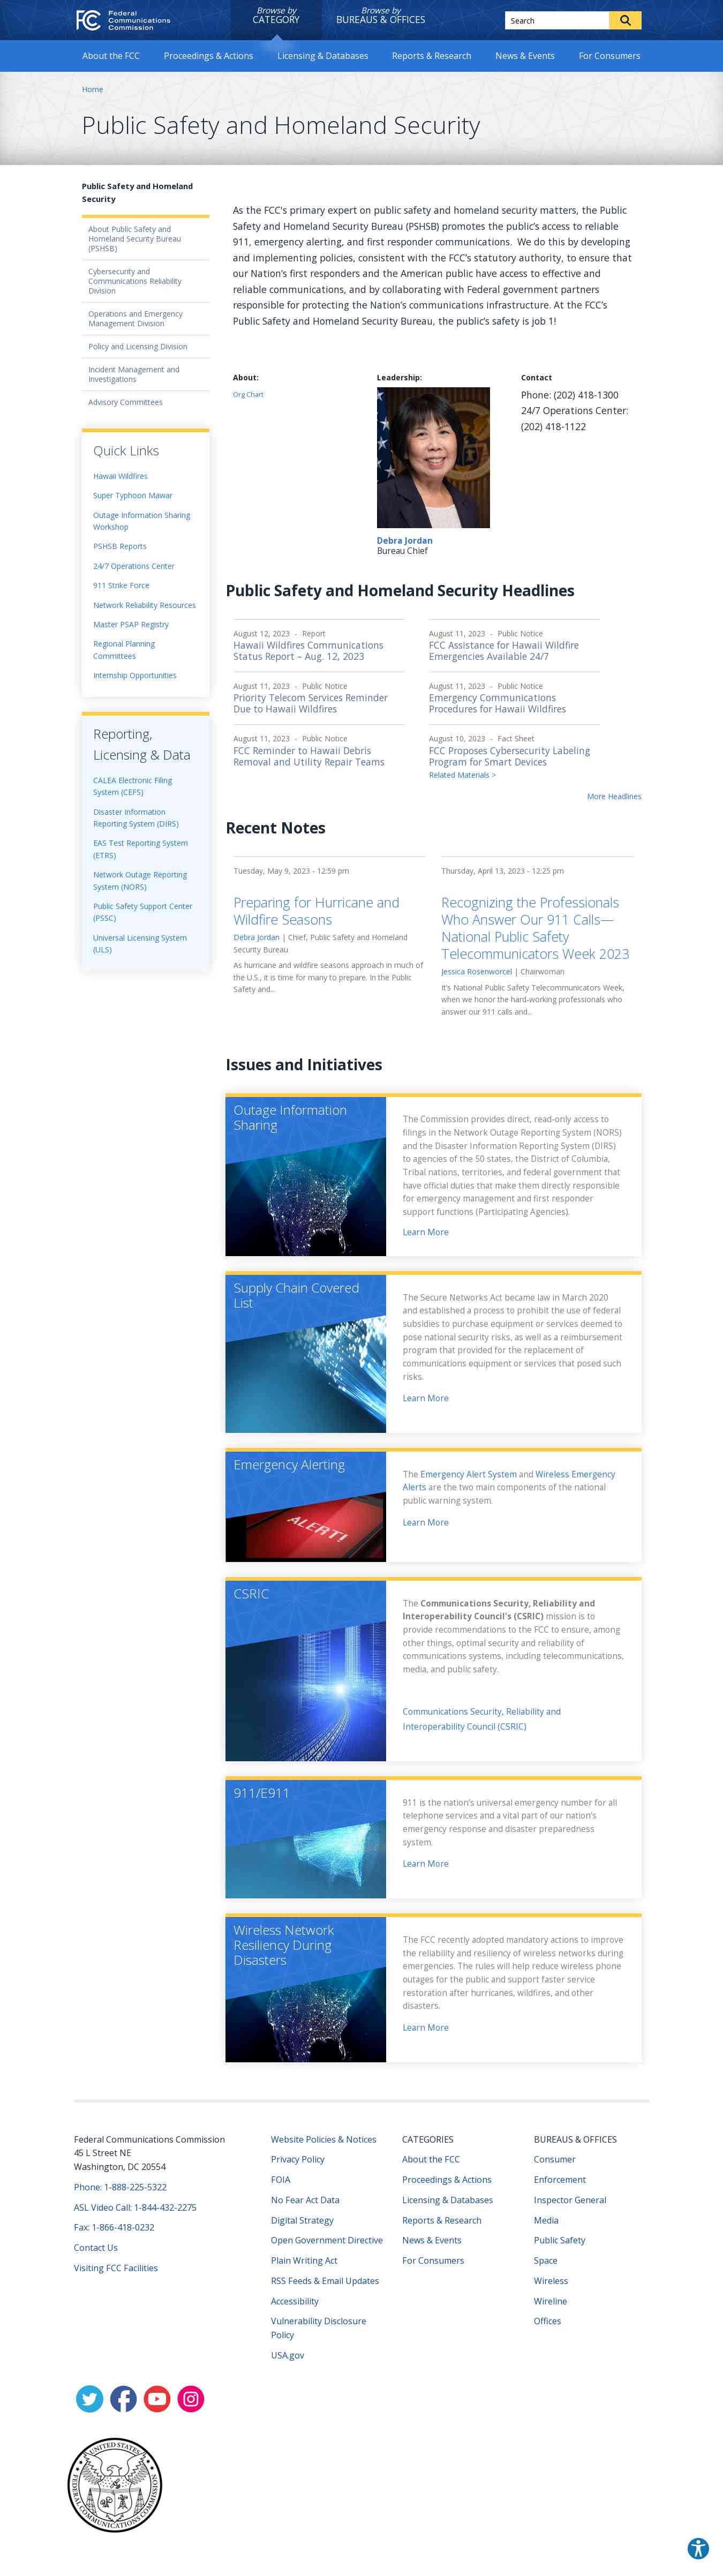 FC
Federal
Communications
Commission
Browse by
CATEGORY
Browse by
BUREAUS & OFFICES
Search
About the FCC
Proceedings & Actions
Licensing & Databases
Reports & Research
News & Events
For Consumers
Home
Public Safety and Homeland Security
Public Safety and Homeland
Security
About Public Safety and
Homeland Security Bureau
(PSHSB)
Cybersecurity and
Communications Reliability
Division
Operations and Emergency
Management Division
Policy and Licensing Division
Incident Management and
Investigations
Advisory Committees
Quick Links
Hawaii Wildfires
Super Typhoon Mawar
Outage Information Sharing
Workshop
PSHSB Reports
24/7 Operations Center
911 Strike Force
Network Reliability Resources
Master PSAP Registry
Regional Planning
Committees
Internship Opportunities
Reporting,
Licensing & Data
CALEA Electronic Filing
System (CEFS)
Disaster Information
Reporting System (DIRS)
EAS Test Reporting System
(ETRS)
Network Outage Reporting
System (NORS)
Public Safety Support Center
(PSSC)
Universal Licensing System
(ULS)
As the FCC's primary expert on public safety and homeland security matters, the Public
Safety and Homeland Security Bureau (PSHSB) promotes the public's access to reliable
911, emergency alerting, and first responder communications.  We do this by developing
and implementing policies, consistent with the FCC's statutory authority, to ensure that
our Nation's first responders and the American public have access to effective and
reliable communications, and by collaborating with Federal government partners
responsible for protecting the Nation's communications infrastructure. At the FCC's
Public Safety and Homeland Security Bureau, the public's safety is job 1!
About:
Org Chart
Leadership:
Debra Jordan
Bureau Chief
Contact
Phone: (202) 418-1300
24/7 Operations Center:
(202) 418-1122
Public Safety and Homeland Security Headlines
August 12, 2023 - Report
Hawaii Wildfires Communications
Status Report – Aug. 12, 2023
August 11, 2023 - Public Notice
FCC Assistance for Hawaii Wildfire
Emergencies Available 24/7
August 11, 2023 - Public Notice
Priority Telecom Services Reminder
Due to Hawaii Wildfires
August 11, 2023 - Public Notice
Emergency Communications
Procedures for Hawaii Wildfires
August 11, 2023 - Public Notice
FCC Reminder to Hawaii Debris
Removal and Utility Repair Teams
August 10, 2023 - Fact Sheet
FCC Proposes Cybersecurity Labeling
Program for Smart Devices
Related Materials >
More Headlines
Recent Notes
Tuesday, May 9, 2023 - 12:59 pm
Preparing for Hurricane and
Wildfire Seasons
Debra Jordan | Chief, Public Safety and Homeland
Security Bureau
As hurricane and wildfire seasons approach in much of
the U.S., it is time for many to prepare. In the Public
Safety and...
Thursday, April 13, 2023 - 12:25 pm
Recognizing the Professionals
Who Answer Our 911 Calls—
National Public Safety
Telecommunicators Week 2023
Jessica Rosenworcel | Chairwoman
It's National Public Safety Telecommunicators Week,
when we honor the hard-working professionals who
answer our 911 calls and...
Issues and Initiatives
Outage Information
Sharing
The Commission provides direct, read-only access to
filings in the Network Outage Reporting System (NORS)
and the Disaster Information Reporting System (DIRS)
to agencies of the 50 states, the District of Columbia,
Tribal nations, territories, and federal government that
have official duties that make them directly responsible
for emergency management and first responder
support functions (Participating Agencies).
Learn More
Supply Chain Covered
List
The Secure Networks Act became law in March 2020
and established a process to prohibit the use of federal
subsidies to purchase equipment or services deemed to
pose national security risks, as well as a reimbursement
program that provided for the replacement of
communications equipment or services that posed such
risks.
Learn More
Emergency Alerting
ALERT!
The Emergency Alert System and Wireless Emergency
Alerts are the two main components of the national
public warning system.
Learn More
CSRIC
The Communications Security, Reliability and
Interoperability Council's (CSRIC) mission is to
provide recommendations to the FCC to ensure, among
other things, optimal security and reliability of
communications systems, including telecommunications,
media, and public safety.
Communications Security, Reliability and
Interoperability Council (CSRIC)
911/E911
911 is the nation's universal emergency number for all
telephone services and a vital part of our nation's
emergency response and disaster preparedness
system.
Learn More
Wireless Network
Resiliency During
Disasters
The FCC recently adopted mandatory actions to improve
the reliability and resiliency of wireless networks during
emergencies. The rules will help reduce wireless phone
outages for the public and support faster service
restoration after hurricanes, wildfires, and other
disasters.
Learn More
Federal Communications Commission
45 L Street NE
Washington, DC 20554
Phone: 1-888-225-5322
ASL Video Call: 1-844-432-2275
Fax: 1-866-418-0232
Contact Us
Visiting FCC Facilities
Website Policies & Notices
Privacy Policy
FOIA
No Fear Act Data
Digital Strategy
Open Government Directive
Plain Writing Act
RSS Feeds & Email Updates
Accessibility
Vulnerability Disclosure
Policy
USA.gov
CATEGORIES
About the FCC
Proceedings & Actions
Licensing & Databases
Reports & Research
News & Events
For Consumers
BUREAUS & OFFICES
Consumer
Enforcement
Inspector General
Media
Public Safety
Space
Wireless
Wireline
Offices
UNITED STATES OF AMERICA
FEDERAL COMMUNICATIONS COMMISSION